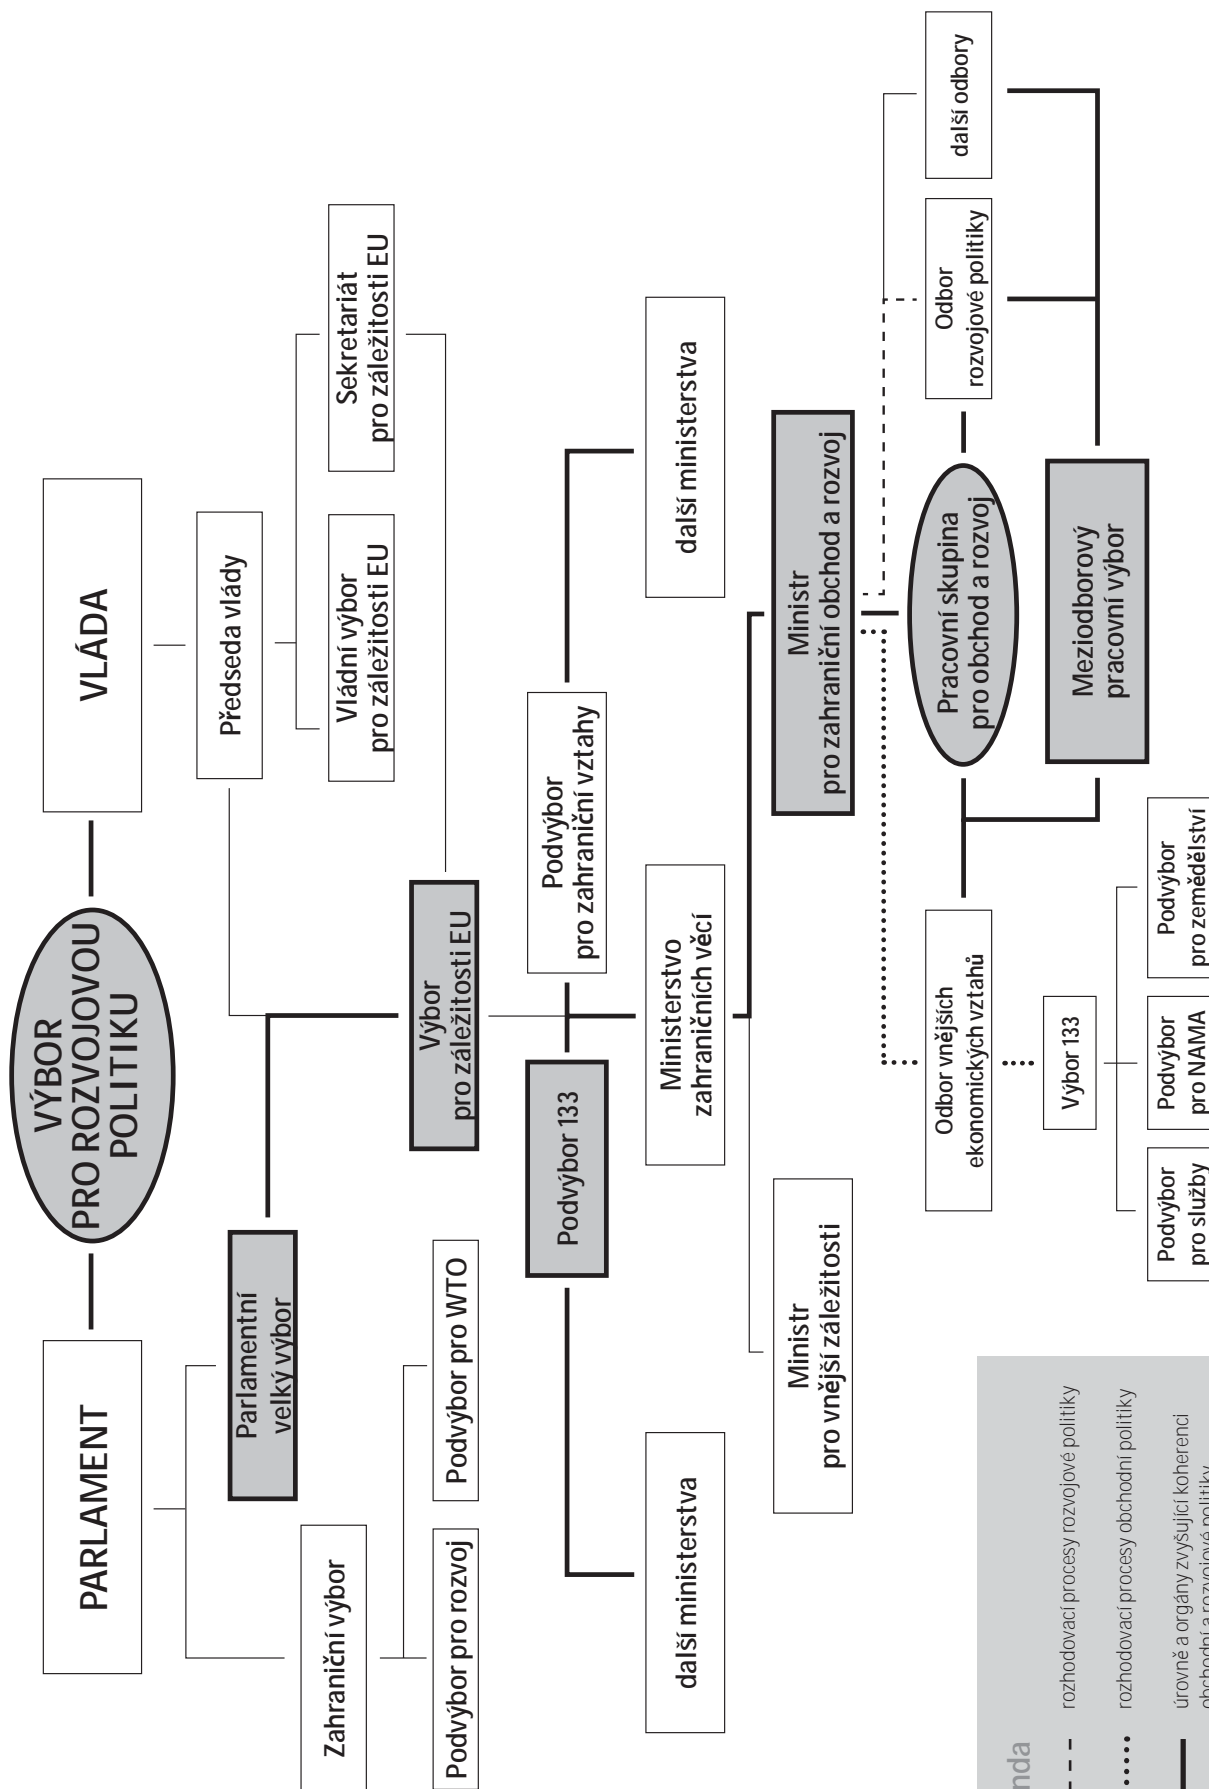 VÝBOR
PRO ROZVOJOVOU
POLITIKU
PARLAMENT
VLÁDA
Předseda vlády
Parlamentní
velký výbor
Zahraniční výbor
Vládní výbor
pro záležitosti EU
Sekretariát
pro záležitosti EU
Podvýbor pro rozvoj
Podvýbor pro WTO
Výbor
pro záležitosti EU
Podvýbor 133
Podvýbor
pro zahraniční vztahy
další ministerstva
Ministerstvo
zahraničních věcí
další ministerstva
Ministr
pro vnější záležitosti
Ministr
pro zahraniční obchod a rozvoj
Odbor vnějších
ekonomických vztahů
Pracovní skupina
pro obchod a rozvoj
Odbor
rozvojové politiky
další odbory
Výbor 133
Meziodborový
pracovní výbor
Podvýbor
pro služby
Podvýbor
pro NAMA
Podvýbor
pro zemědělství
nda
rozhodovací procesy rozvojové politiky
rozhodovací procesy obchodní politiky
úrovně a orgány zvyšující koherenci
obchodní a rozvojové politiky